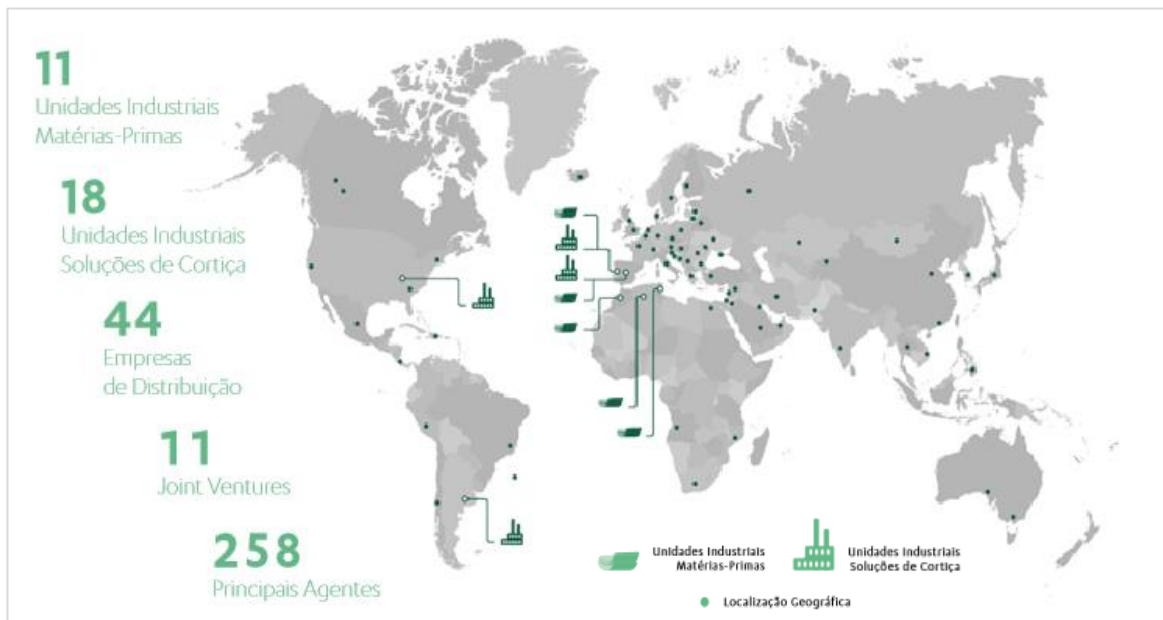 11
Unidades Industriais
Matérias-Primas
18
Unidades Industriais
Soluções de Cortiça
44
Empresas
de Distribuição
11
Joint Ventures
258
Principais Agentes
Unidades Industriais
Matérias-Primas
Unidades Industriais
Soluções de Cortiça
Localização Geográfica